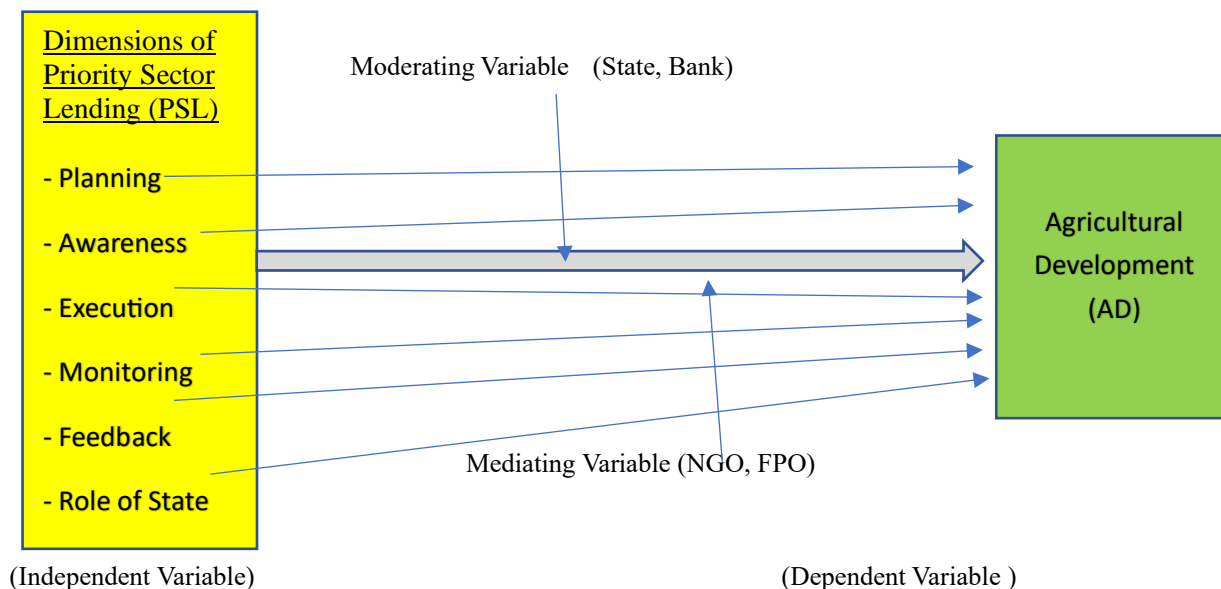 Dimensions of
Priority Sector
Lending (PSL)
- Planning
- Awareness
- Execution
- Monitoring
- Feedback
- Role of State
(Independent Variable)
Moderating Variable (State, Bank)
Mediating Variable (NGO, FPO)
Agricultural
Development
(AD)
(Dependent Variable )